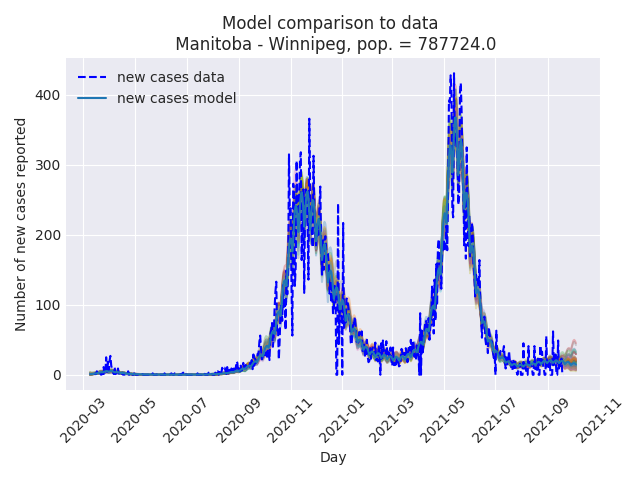 Model comparison to data
Manitoba - Winnipeg, pop. = 787724.0
new cases data
new cases model
Number of new cases reported
400
300
200
100
0
2020-03
2020-05
2020-07
2020-09
2020-11
2021-01
2021-03
2021-05
2021-07
2021-09
2021-11
Day